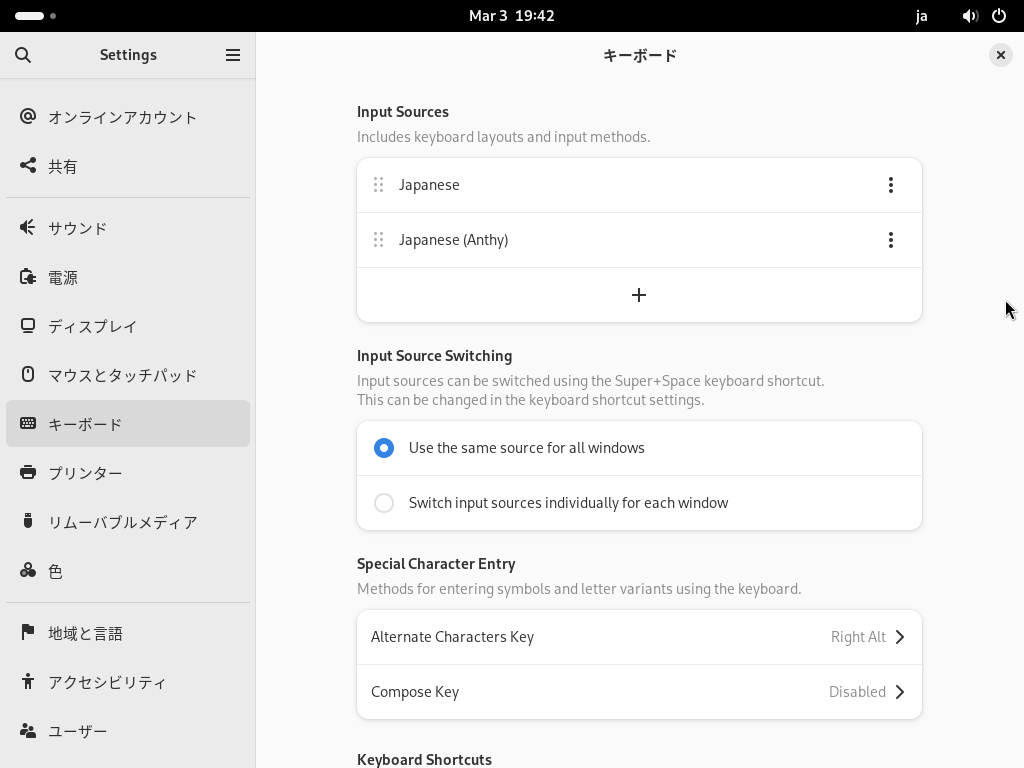 Mar 3 19:42
ja
Settings
キーボード
オンラインアカウント
共有
サウンド
電源
ディスプレイ
マウスとタッチパッド
キーボード
プリンター
リムーバブルメディア
色
地域と言語
アクセシビリティ
ユーザー
Input Sources
Includes keyboard layouts and input methods.
Japanese
Japanese (Anthy)
Input Source Switching
Input sources can be switched using the Super+Space keyboard shortcut.
This can be changed in the keyboard shortcut settings.
Use the same source for all windows
Switch input sources individually for each window
Special Character Entry
Methods for entering symbols and letter variants using the keyboard.
Alternate Characters Key Right Alt
Compose Key Disabled
Keyboard Shortcuts